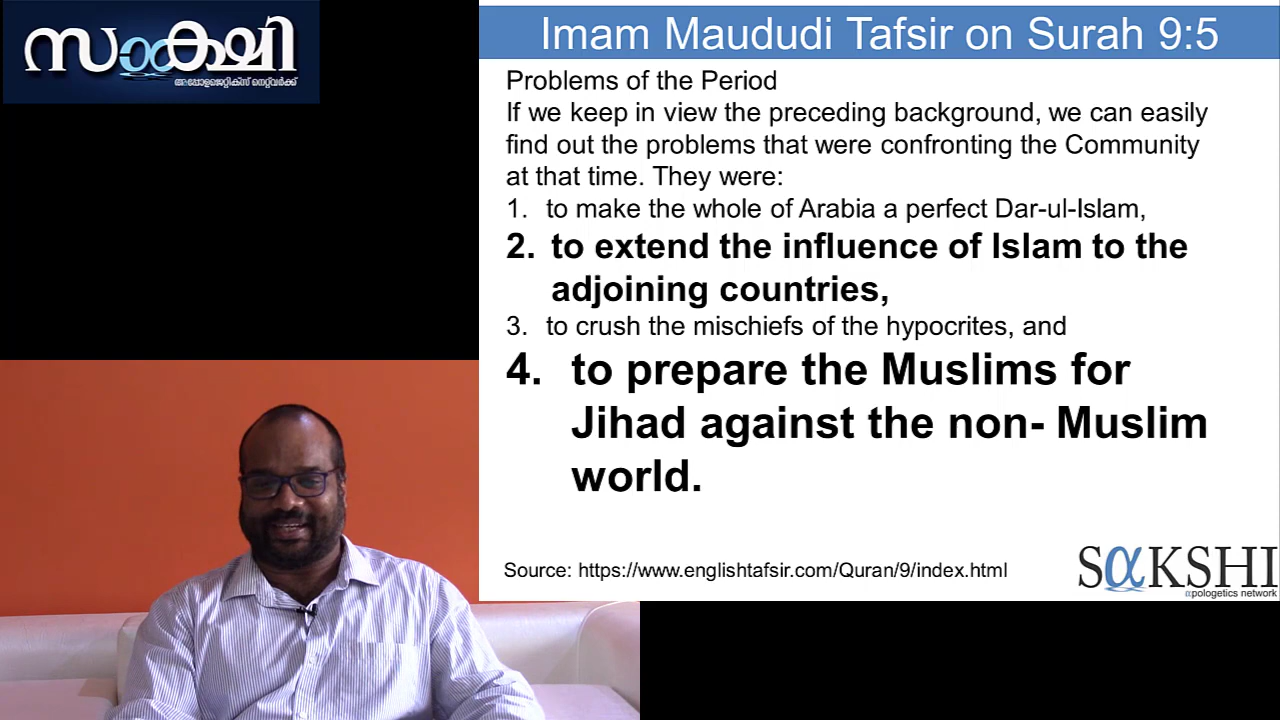 സാക്ഷി
അപ്പോളജെറ്റിക്സ് നെറ്റ്‌വർക്ക്
Imam Maududi Tafsir on Surah 9:5
Problems of the Period
If we keep in view the preceding background, we can easily
find out the problems that were confronting the Community
at that time. They were:
1. to make the whole of Arabia a perfect Dar-ul-Islam,
2. to extend the influence of Islam to the
adjoining countries,
3. to crush the mischiefs of the hypocrites, and
4. to prepare the Muslims for
Jihad against the non- Muslim
world.
Source: https://www.englishtafsir.com/Quran/9/index.html
SαKSHI
αpologetics network